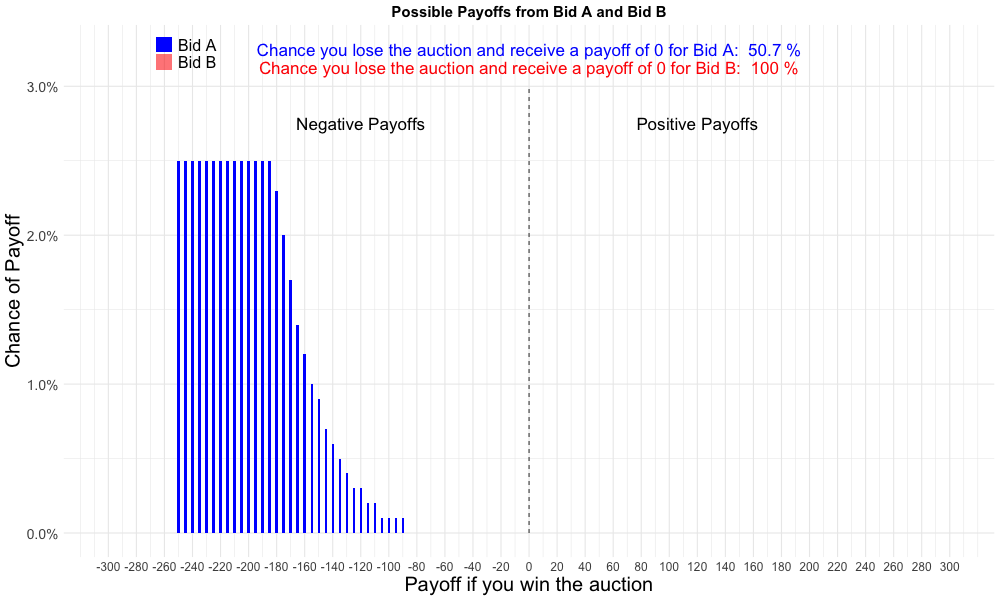 Possible Payoffs from Bid A and Bid B
Bid A
Bid B
Chance you lose the auction and receive a payoff of 0 for Bid A:  50.7 %
Chance you lose the auction and receive a payoff of 0 for Bid B:  100 %
Negative Payoffs
Positive Payoffs
Chance of Payoff
3.0%
2.0%
1.0%
0.0%
-300 -280 -260 -240 -220 -200 -180 -160 -140 -120 -100 -80 -60 -40 -20 0 20 40 60 80 100 120 140 160 180 200 220 240 260 280 300
Payoff if you win the auction